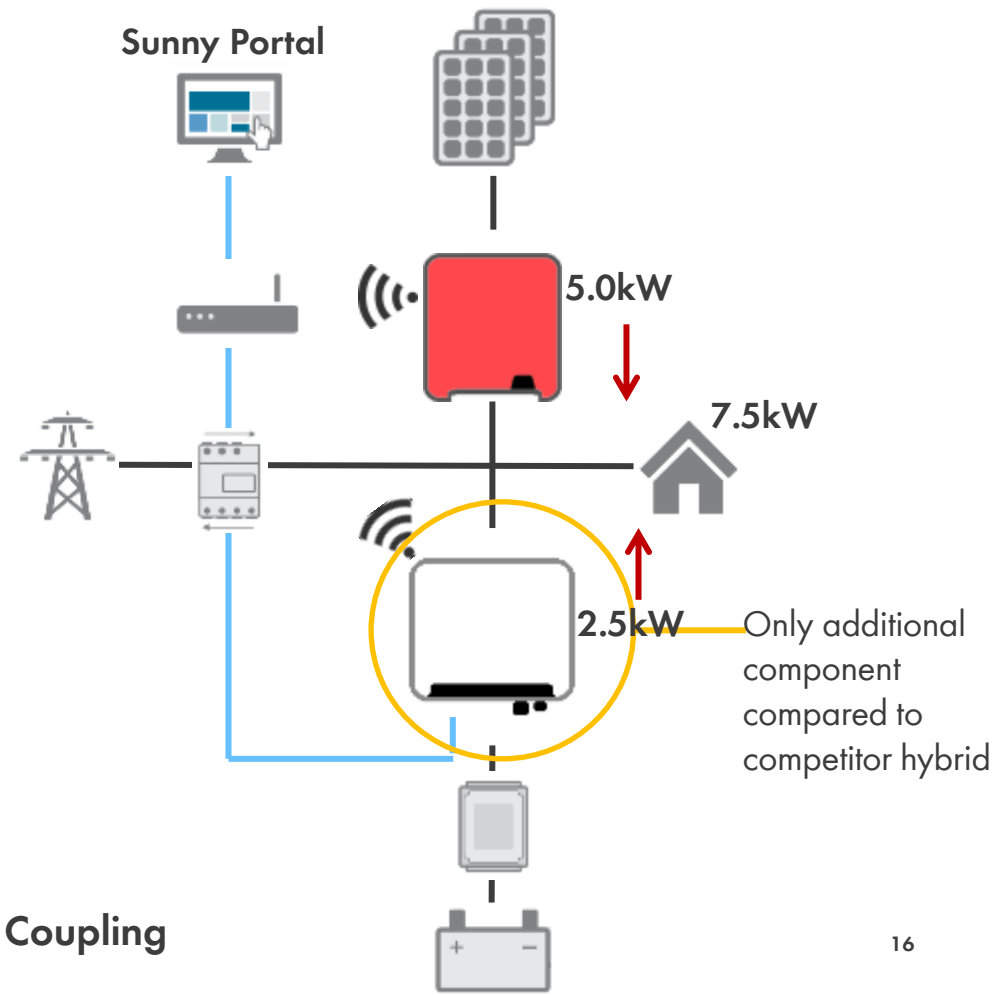 Sunny Portal
5.0kW
7.5kW
2.5kW
Only additional
component
compared to
competitor hybrid
+ −
Coupling
16